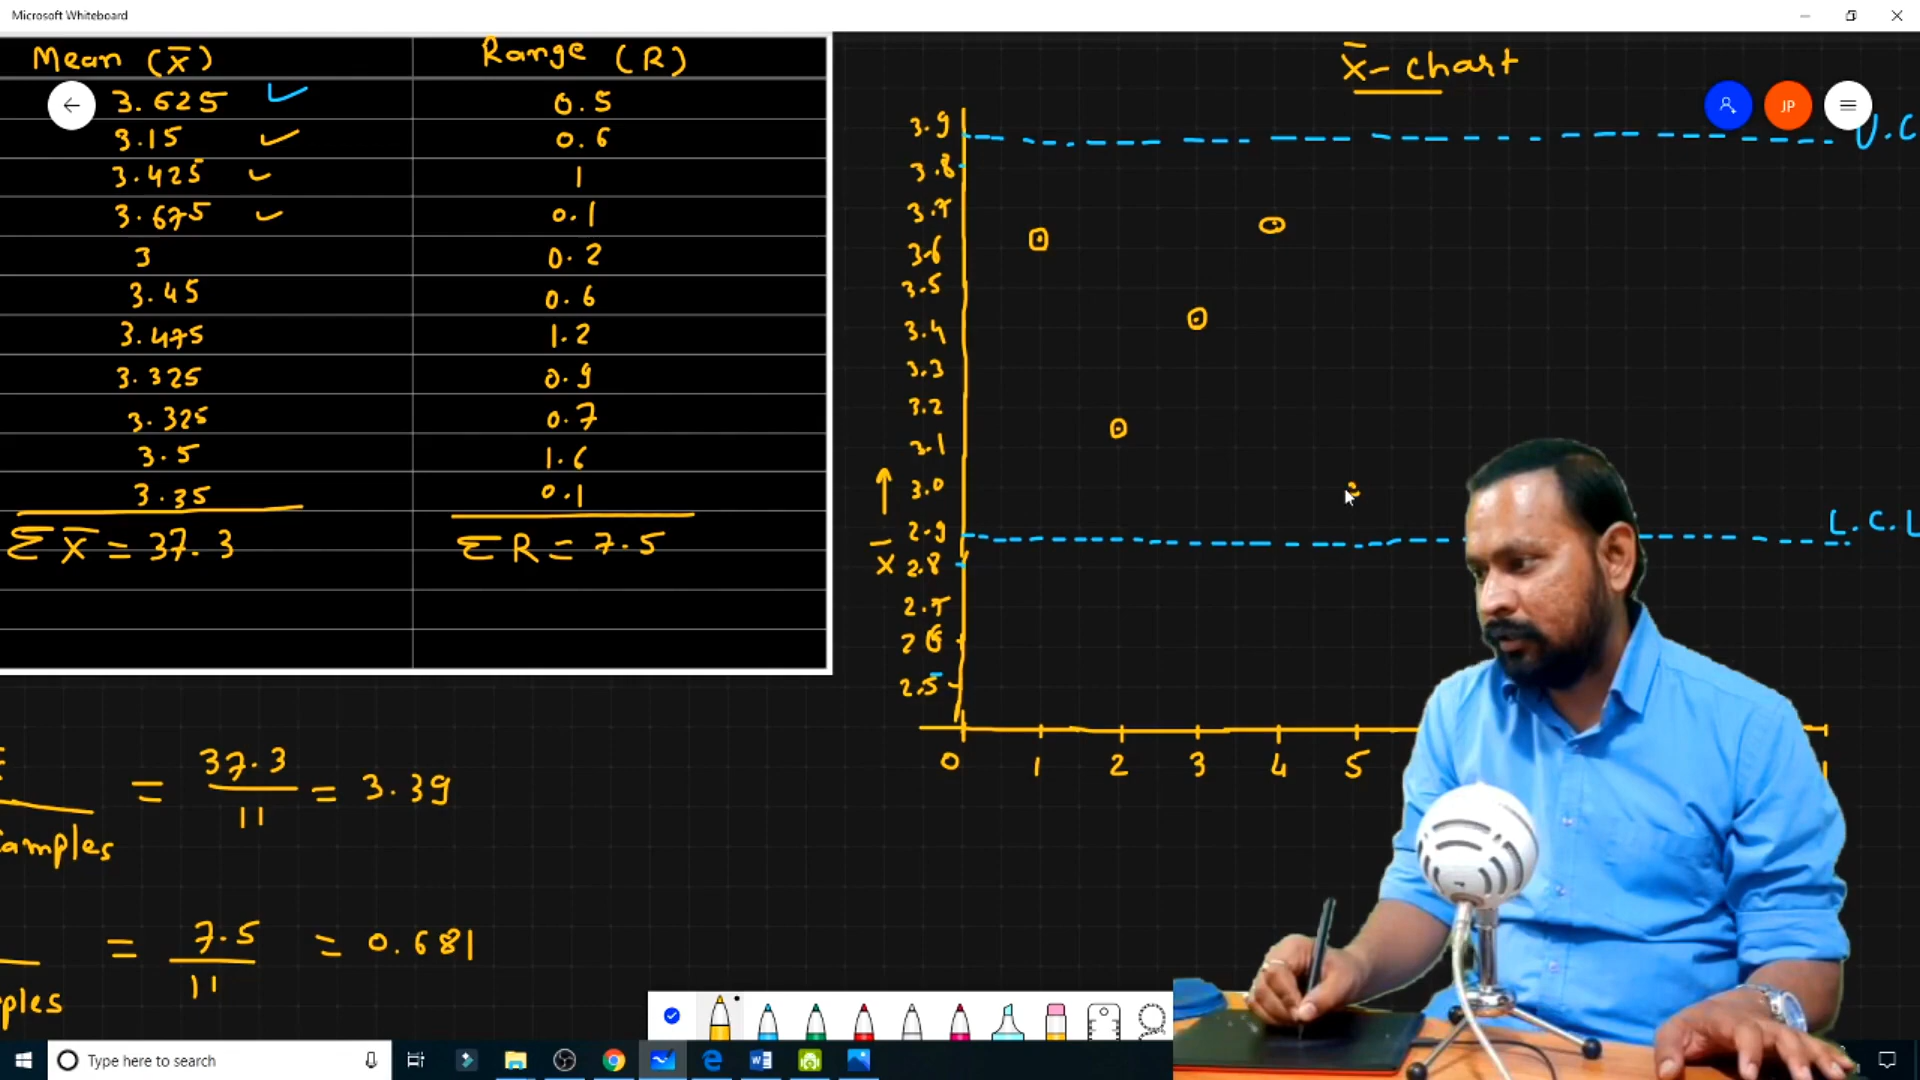 Microsoft Whiteboard
Mean (x̄) Range (R)
3.625 0.5
3.15 0.6
3.425 1
3.675 0.1
3 0.2
3.45 0.6
3.475 1.2
3.325 0.9
3.325 0.7
3.5 1.6
3.35 0.1
Σ x̄ = 37.3 Σ R = 7.5
= 37.3 / 11 = 3.39
amples
= 7.5 / 11 = 0.681
ples
x̄ - chart
JP
U.C
3.9
3.8
3.7
3.6
3.5
3.4
3.3
3.2
3.1
3.0
2.9
L.C.L
x̄ 2.8
2.7
2 6
2.5
0 1 2 3 4 5
Type here to search